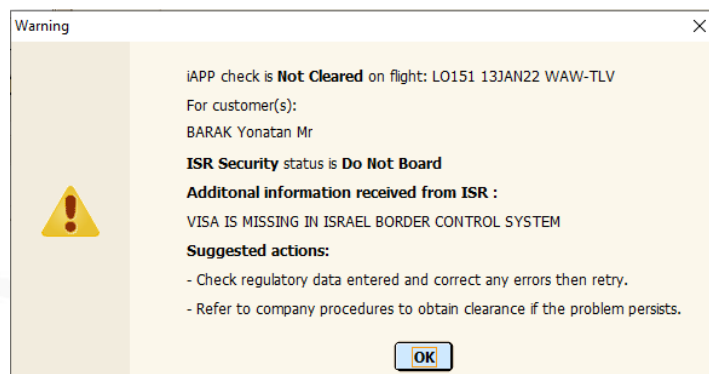 Warning
iAPP check is Not Cleared on flight: LO151 13JAN22 WAW-TLV
For customer(s):
BARAK Yonatan Mr
ISR Security status is Do Not Board
Additonal information received from ISR :
VISA IS MISSING IN ISRAEL BORDER CONTROL SYSTEM
Suggested actions:
- Check regulatory data entered and correct any errors then retry.
- Refer to company procedures to obtain clearance if the problem persists.
OK